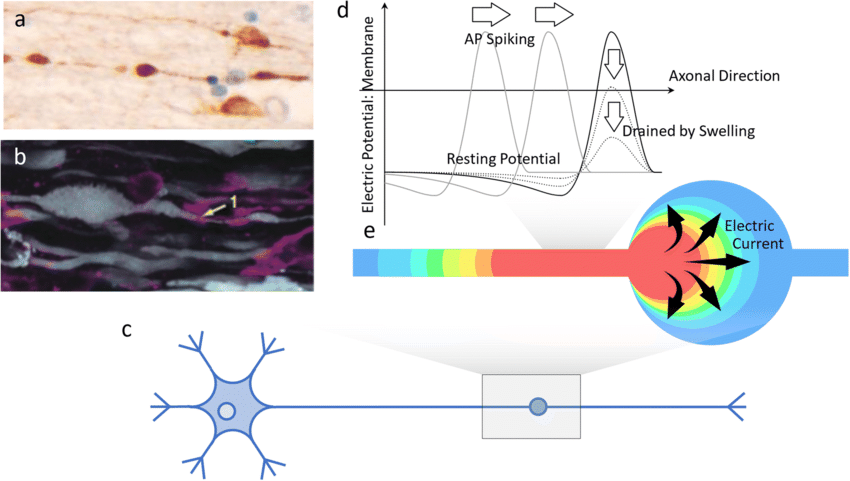 a
b
1
c
d
AP Spiking
Axonal Direction
Drained by Swelling
Resting Potential
Electric Potential: Membrane
e
Electric
Current